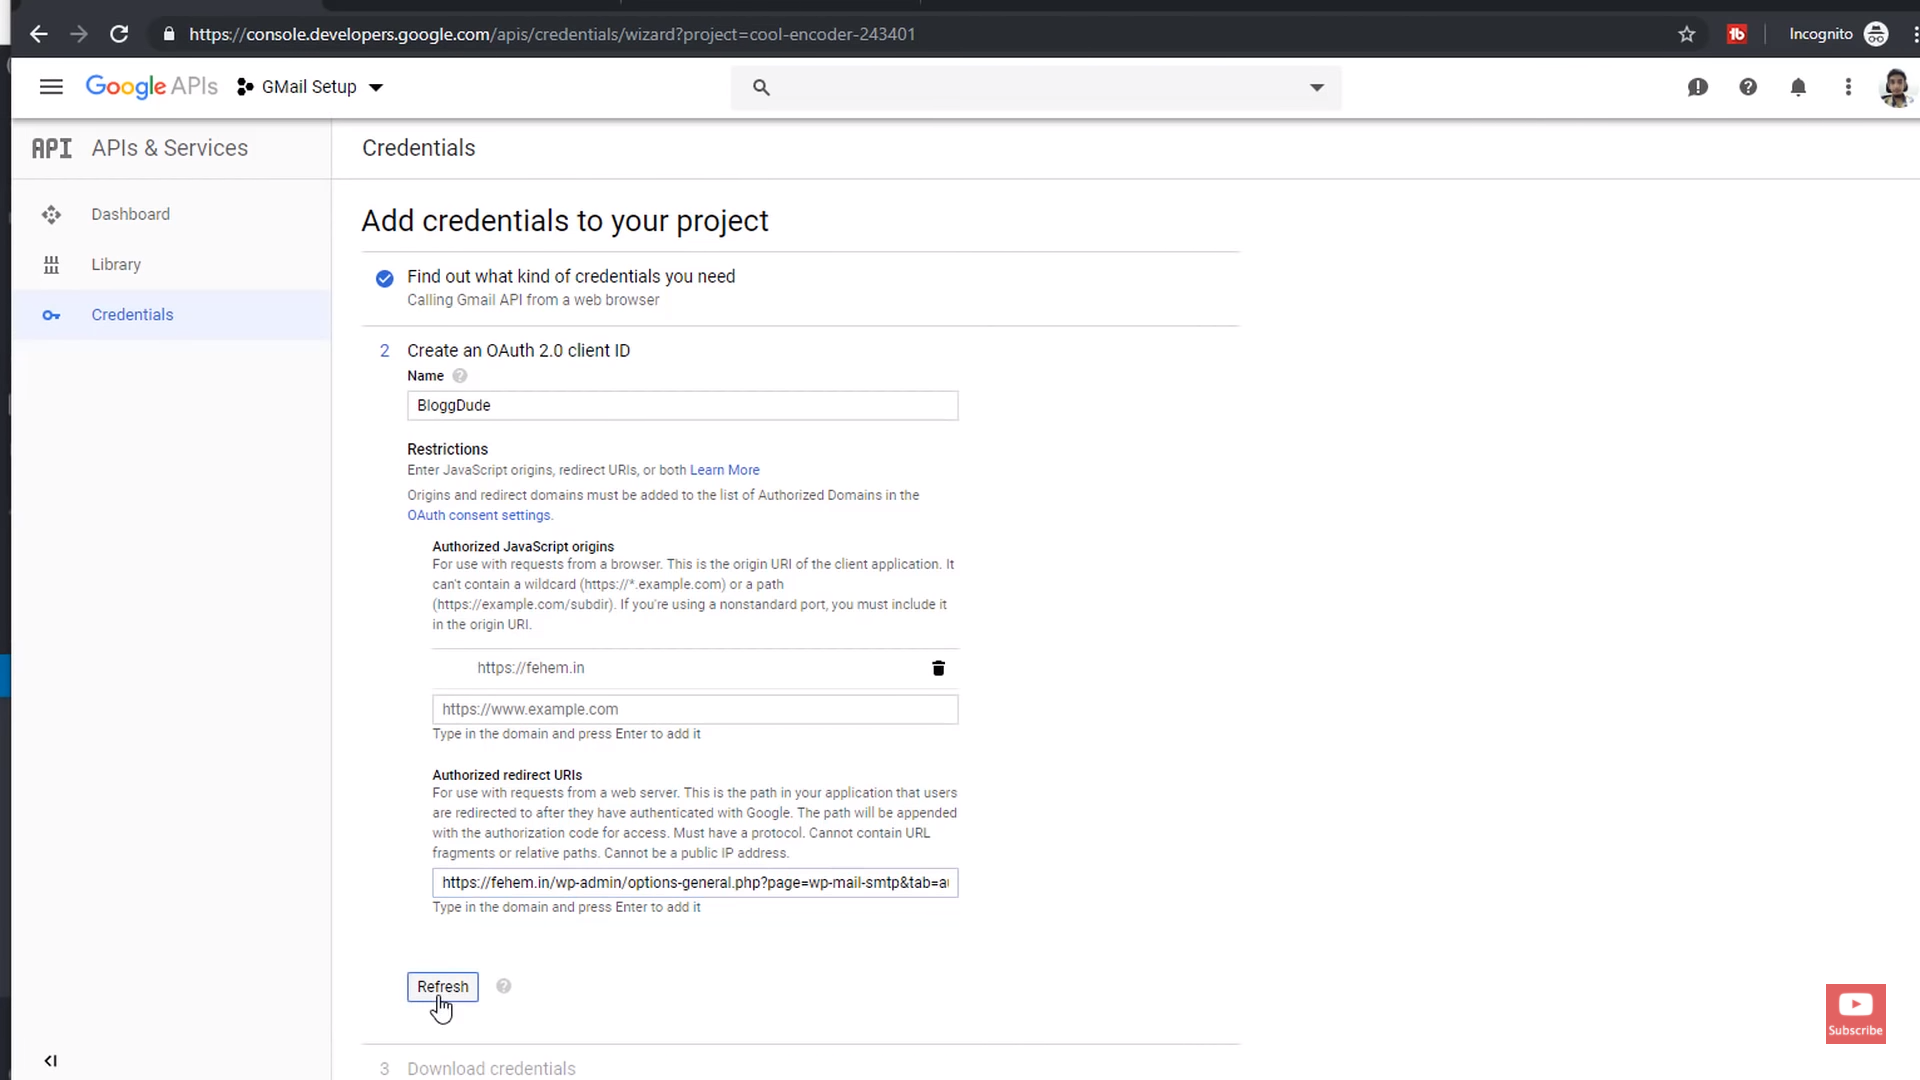 https://console.developers.google.com/apis/credentials/wizard?project=cool-encoder-243401
Incognito
Google APIs
GMail Setup
API APIs & Services
Credentials
Dashboard
Library
Credentials
Add credentials to your project
Find out what kind of credentials you need
Calling Gmail API from a web browser
2 Create an OAuth 2.0 client ID
Name ?
BloggDude
Restrictions
Enter JavaScript origins, redirect URIs, or both Learn More
Origins and redirect domains must be added to the list of Authorized Domains in the
OAuth consent settings.
Authorized JavaScript origins
For use with requests from a browser. This is the origin URI of the client application. It
can't contain a wildcard (https://*.example.com) or a path
(https://example.com/subdir). If you're using a nonstandard port, you must include it
in the origin URI.
https://fehem.in
https://www.example.com
Type in the domain and press Enter to add it
Authorized redirect URIs
For use with requests from a web server. This is the path in your application that users
are redirected to after they have authenticated with Google. The path will be appended
with the authorization code for access. Must have a protocol. Cannot contain URL
fragments or relative paths. Cannot be a public IP address.
https://fehem.in/wp-admin/options-general.php?page=wp-mail-smtp&tab=a
Type in the domain and press Enter to add it
Refresh ?
Subscribe
3 Download credentials